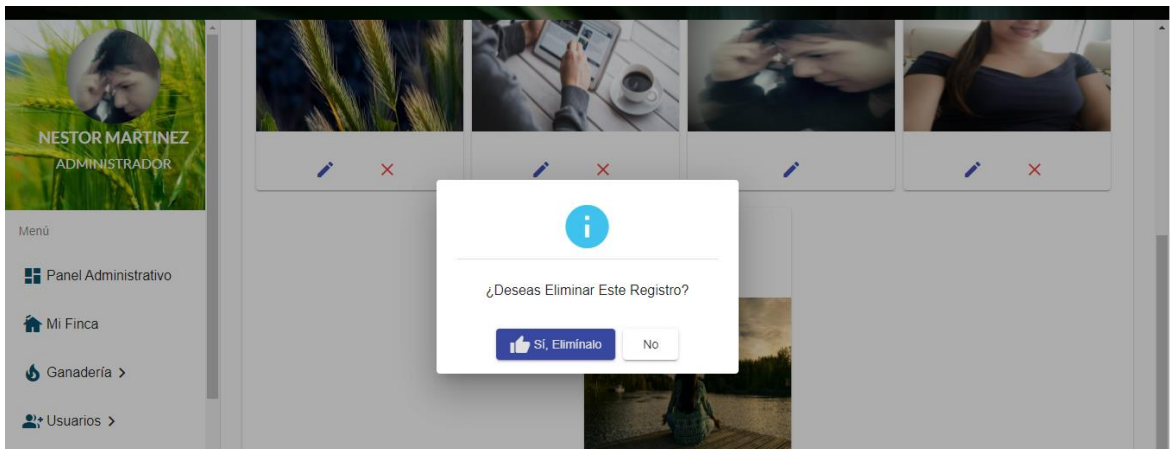 NESTOR MARTINEZ
ADMINISTRADOR
Menú
Panel Administrativo
Mi Finca
Ganadería
Usuarios
¿Deseas Eliminar Este Registro?
Sí, Elimínalo
No